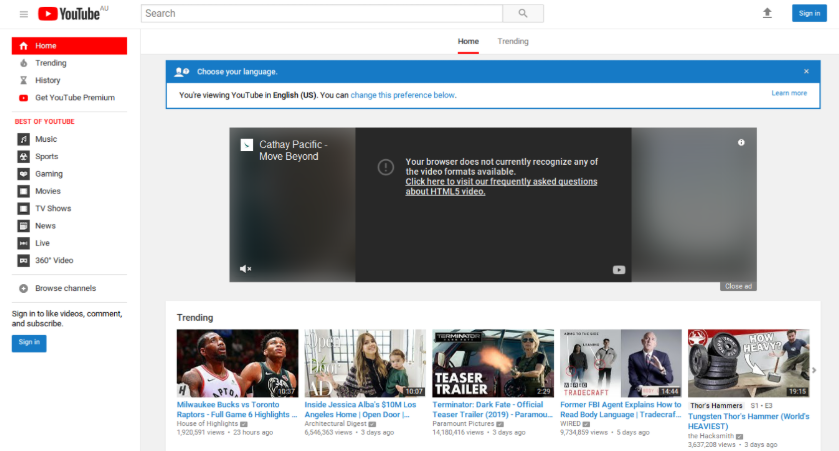 YouTube AU
Search
Sign in
Home
Trending
History
Get YouTube Premium
BEST OF YOUTUBE
Music
Sports
Gaming
Movies
TV Shows
News
Live
360° Video
Browse channels
Sign in to like videos, comment,
and subscribe.
Sign in
Home Trending
Choose your language.
You're viewing YouTube in English (US). You can change this preference below.
Learn more
Cathay Pacific -
Move Beyond
Your browser does not currently recognize any of
the video formats available.
Click here to visit our frequently asked questions
about HTML5 video.
Close ad
Trending
10:37
Milwaukee Bucks vs Toronto
Raptors - Full Game 6 Highlights ...
House of Highlights
1,920,591 views • 23 hours ago
Open
Door
AD
10:07
Inside Jessica Alba's $10M Los
Angeles Home | Open Door |...
Architectural Digest
6,546,363 views • 3 days ago
TERMINATOR
TEASER
TRAILER
2:29
Terminator: Dark Fate - Official
Teaser Trailer (2019) - Paramou...
Paramount Pictures
14,180,416 views • 3 days ago
TRADECRAFT
14:44
Former FBI Agent Explains How to
Read Body Language | Tradecraf...
WIRED
9,734,859 views • 5 days ago
HOW
HEAVY?
19:15
Thor's Hammers S1 • E3
Tungsten Thor's Hammer (World's
HEAVIEST)
the Hacksmith
3,637,208 views • 3 days ago